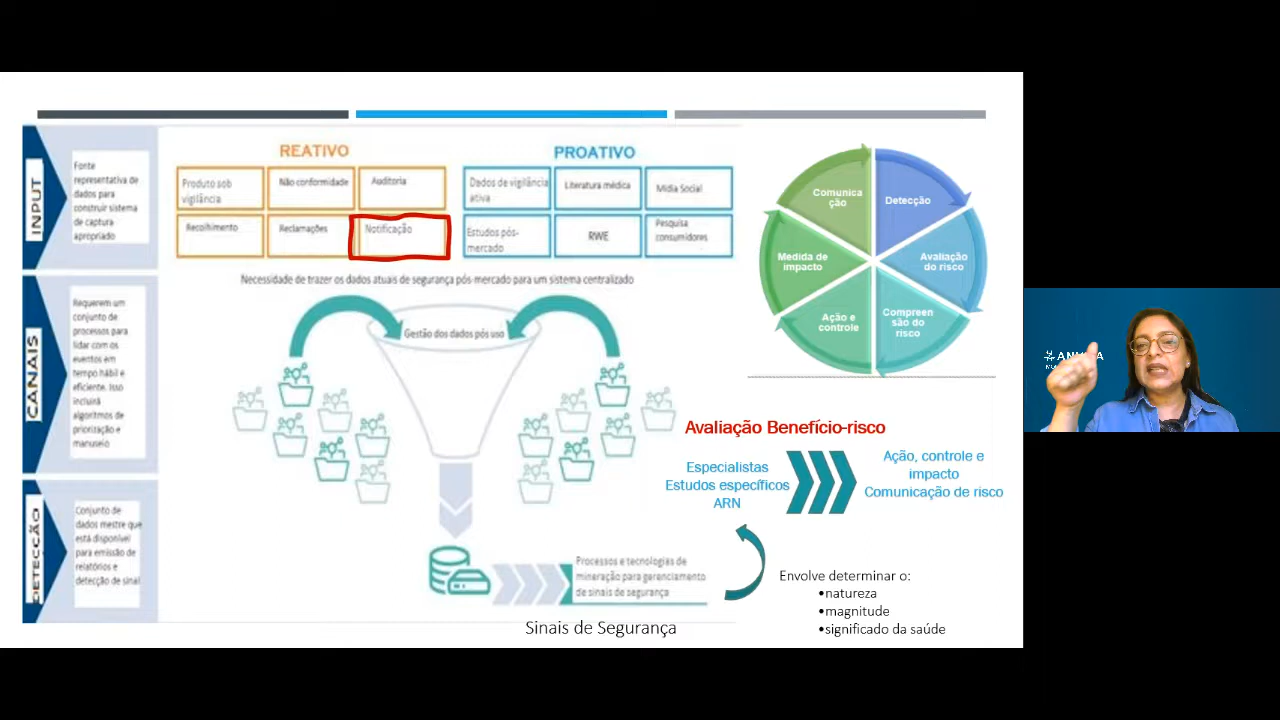 REATIVO
PROATIVO
INPUT
Fonte
representativa de
dados para
construir sistema
de captura
apropriado
Produto sob
vigilância
Não conformidade
Auditoria
Recolhimento
Reclamações
Notificação
Dados de vigilância
ativa
Literatura médica
Mídia Social
Estudos pós-
mercado
RWE
Pesquisa
consumidores
Necessidade de trazer os dados atuais de segurança pós-mercado para um sistema centralizado
CANAIS
Requerem um
conjunto de
processos para
lidar com os
eventos em
tempo hábil e
eficiente. Isso
incluirá
algoritmos de
priorização e
manuseio
Gestão dos dados pós uso
DETECCÃO
Conjunto de
dados mestre que
está disponível
para emissão de
relatórios e
detecção de sinal
Processos e tecnologias de
mineração para gerenciamento
de sinais de segurança
Sinais de Segurança
Comunica
ção
Detecção
Medida de
impacto
Avaliação
do risco
Ação e
controle
Compreen
são do
risco
Avaliação Benefício-risco
Especialistas
Estudos específicos
ARN
Ação, controle e
impacto
Comunicação de risco
Envolve determinar o:
•natureza
•magnitude
•significado da saúde